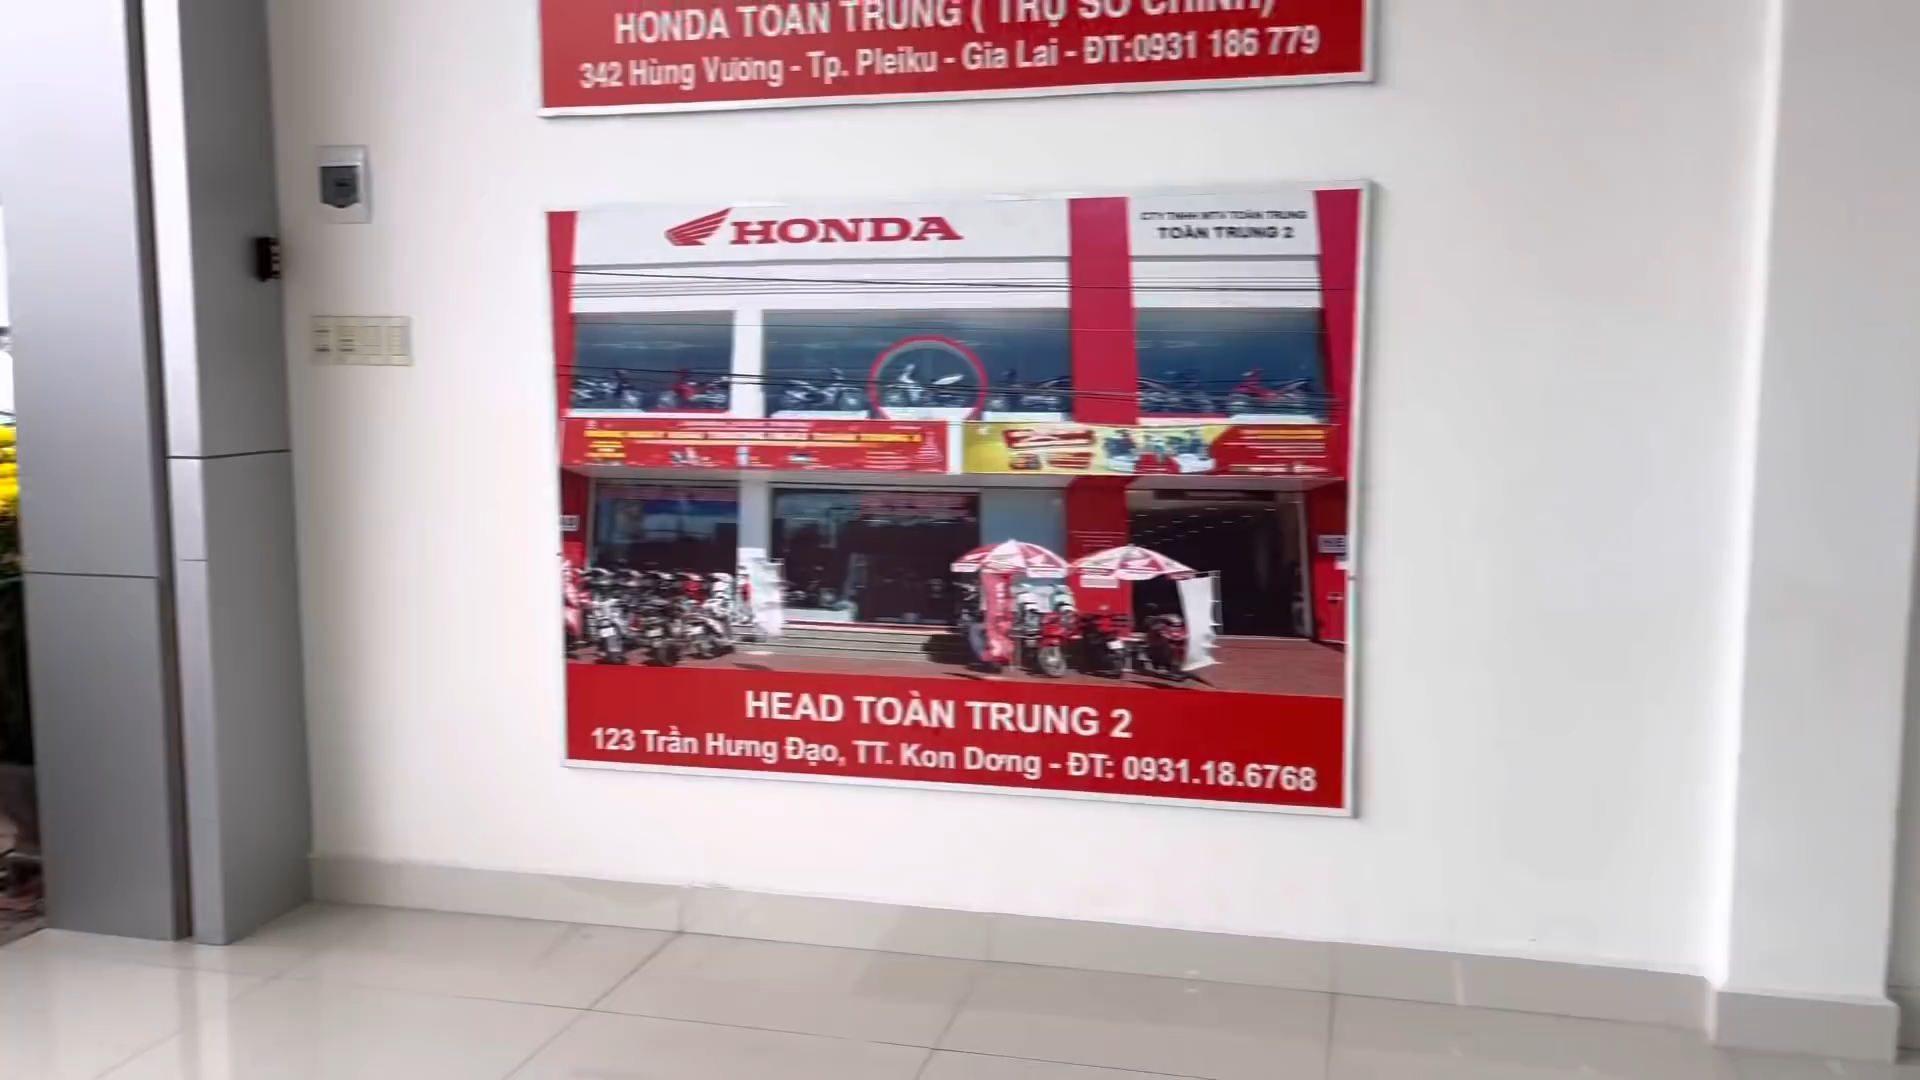 HONDA TOÀN TRUNG ( TRỤ SỞ CHÍNH)
342 Hùng Vương - Tp. Pleiku - Gia Lai - ĐT:0931 186 779
HONDA
CTY TNHH MTV TOÀN TRUNG
TOÀN TRUNG 2
HEAD TOÀN TRUNG 2
123 Trần Hưng Đạo, TT. Kon Dơng - ĐT: 0931.18.6768